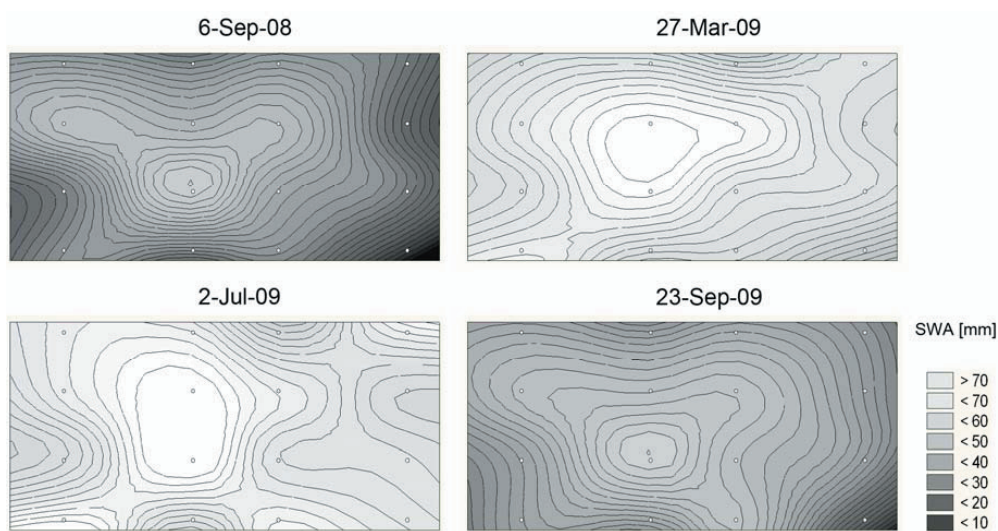 6-Sep-08
27-Mar-09
2-Jul-09
23-Sep-09
SWA [mm]
> 70
< 70
< 60
< 50
< 40
< 30
< 20
< 10